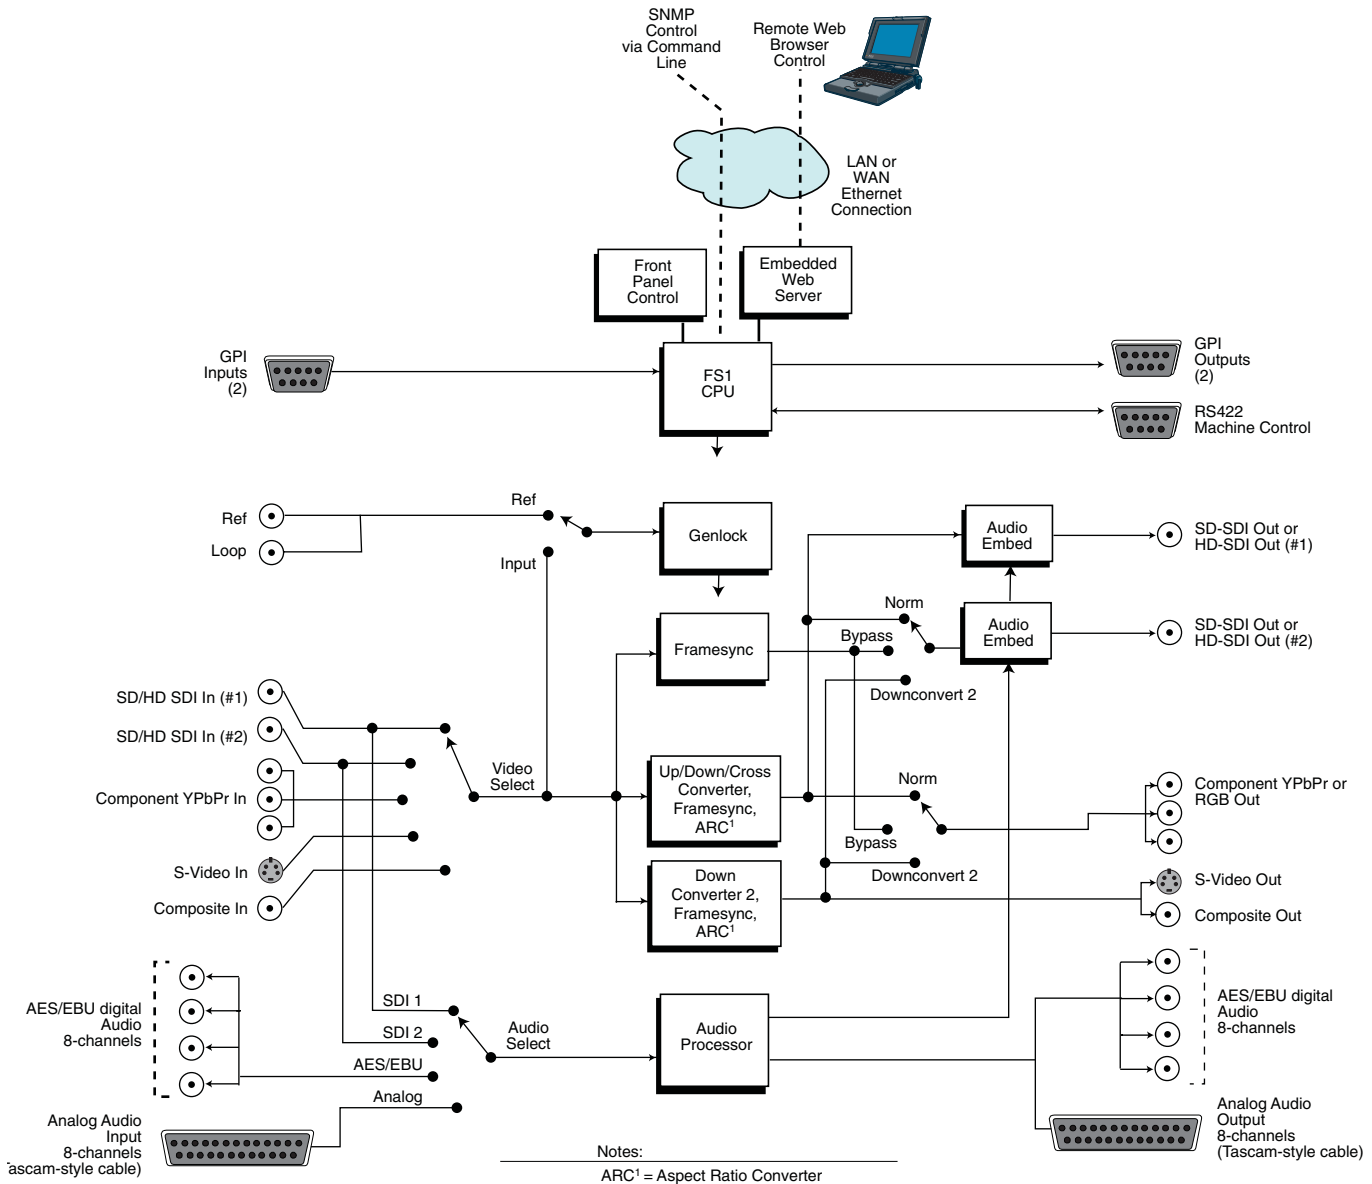 SNMP
Control
via Command
Line
Remote Web
Browser
Control
LAN or
WAN
Ethernet
Connection
Front
Panel
Control
Embedded
Web
Server
GPI
Inputs
(2)
FS1
CPU
GPI
Outputs
(2)
RS422
Machine Control
Ref
Loop
Ref
Input
Genlock
Audio
Embed
SD-SDI Out or
HD-SDI Out (#1)
Framesync
Norm
Bypass
Downconvert 2
Audio
Embed
SD-SDI Out or
HD-SDI Out (#2)
SD/HD SDI In (#1)
SD/HD SDI In (#2)
Component YPbPr In
S-Video In
Composite In
Video
Select
Up/Down/Cross
Converter,
Framesync,
ARC1
Norm
Bypass
Downconvert 2
Component YPbPr or
RGB Out
Down
Converter 2,
Framesync,
ARC1
S-Video Out
Composite Out
AES/EBU digital
Audio
8-channels
SDI 1
SDI 2
AES/EBU
Analog
Audio
Select
Audio
Processor
AES/EBU digital
Audio
8-channels
Analog Audio
Input
8-channels
ascam-style cable)
Analog Audio
Output
8-channels
(Tascam-style cable)
Notes:
ARC1 = Aspect Ratio Converter